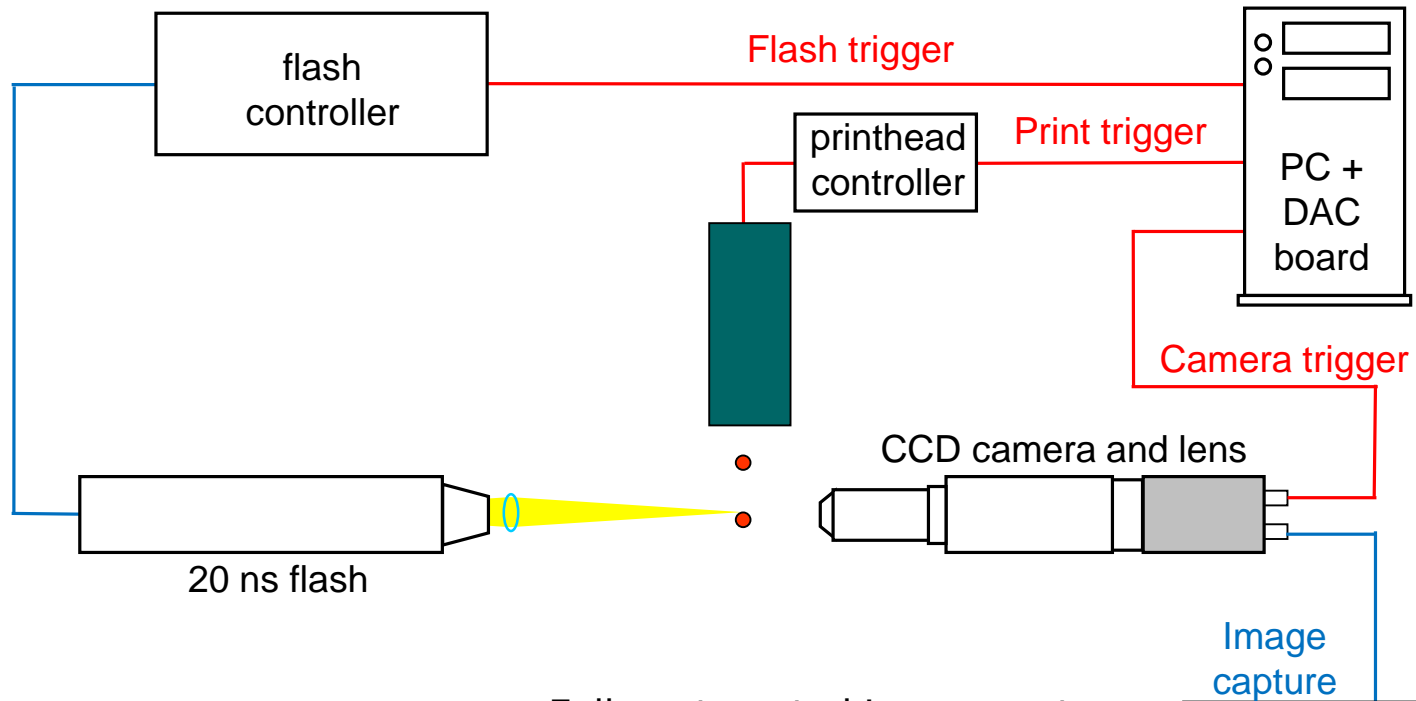 flash
controller
Flash trigger
printhead
controller
Print trigger
PC +
DAC
board
Camera trigger
CCD camera and lens
20 ns flash
Image
capture